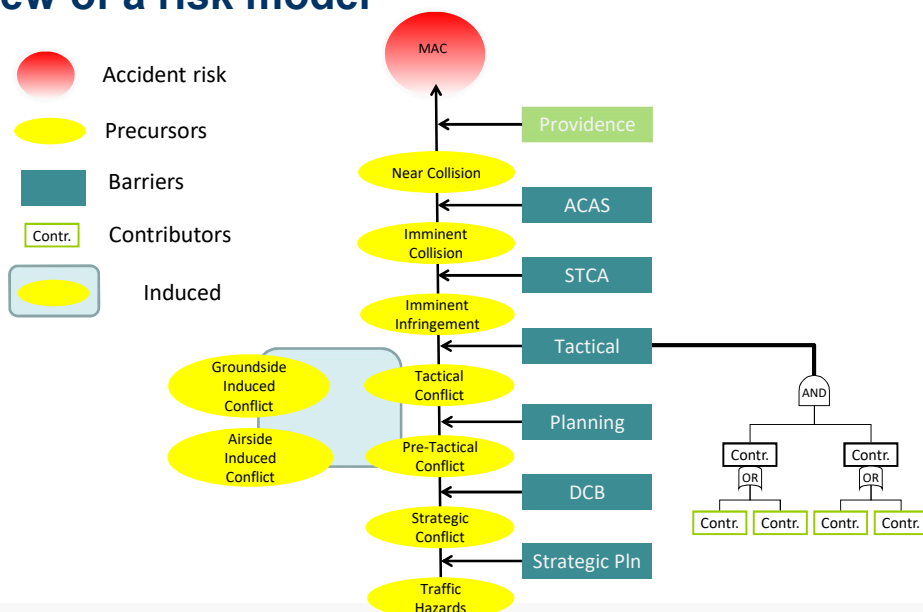 of a risk model
MAC
Accident risk
Providence
Precursors
Near Collision
Barriers
ACAS
Contr.
Contributors
Imminent
Collision
STCA
Induced
Imminent
Infringement
Tactical
Groundside
Induced
Conflict
Tactical
Conflict
AND
Planning
Airside
Induced
Conflict
Pre-Tactical
Conflict
Contr.
Contr.
OR
OR
DCB
Strategic
Conflict
Contr.
Contr.
Contr.
Contr.
Strategic Pln
Traffic
Hazards